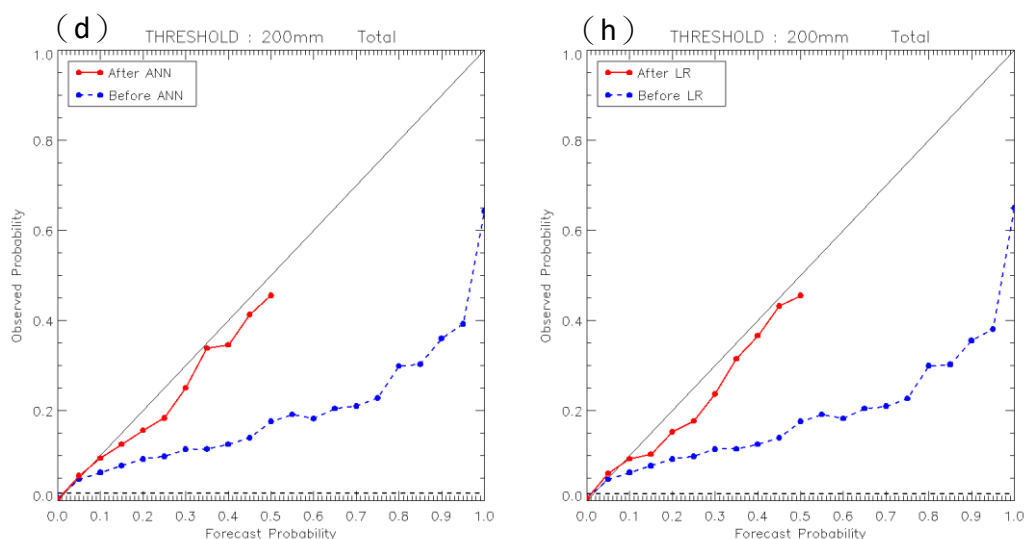 (d)
THRESHOLD : 200mm Total
After ANN
Before ANN
1.0
0.8
0.6
0.4
0.2
0.0
Observed Probability
0.0 0.1 0.2 0.3 0.4 0.5 0.6 0.7 0.8 0.9 1.0
Forecast Probability
(h)
THRESHOLD : 200mm Total
After LR
Before LR
1.0
0.8
0.6
0.4
0.2
0.0
Observed Probability
0.0 0.1 0.2 0.3 0.4 0.5 0.6 0.7 0.8 0.9 1.0
Forecast Probability